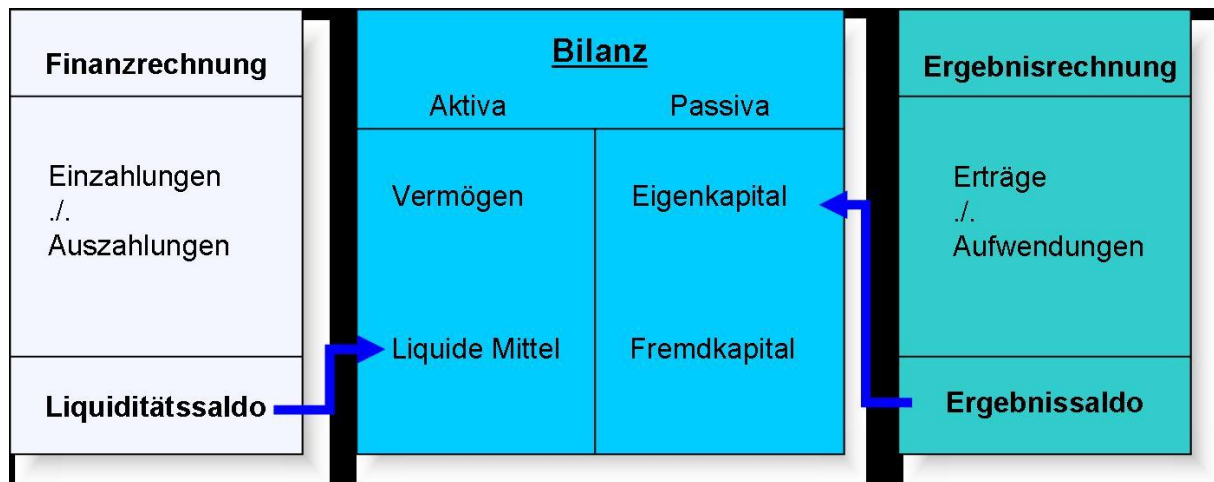 Finanzrechnung
Einzahlungen
./.
Auszahlungen
Liquiditätssaldo
Bilanz
Aktiva Passiva
Vermögen Eigenkapital
Liquide Mittel Fremdkapital
Ergebnisrechnung
Erträge
./.
Aufwendungen
Ergebnissaldo